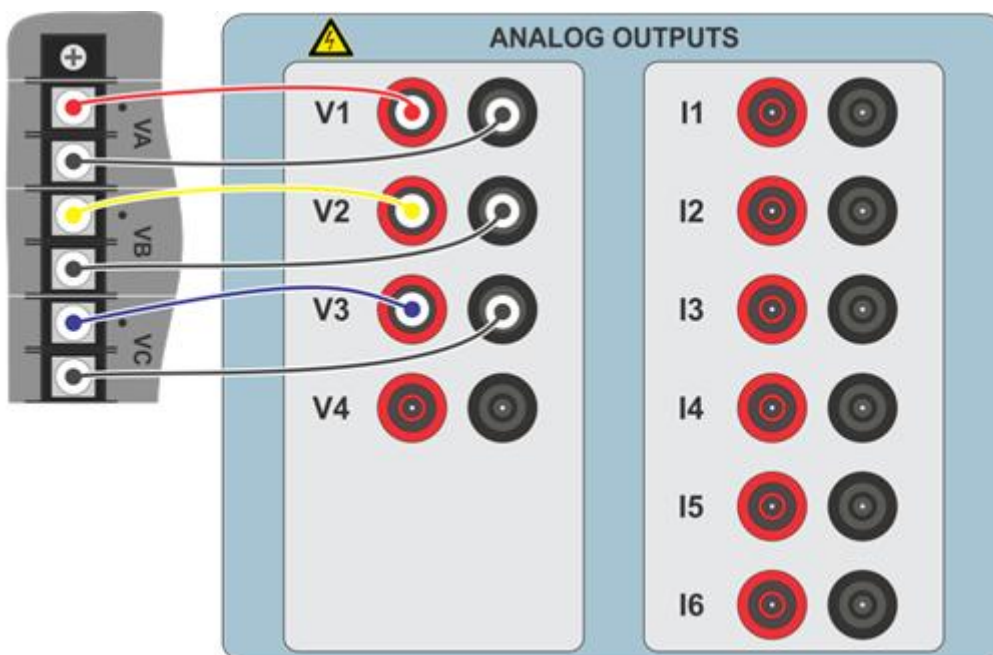 ANALOG OUTPUTS
VA
VB
VC
V1
V2
V3
V4
I1
I2
I3
I4
I5
I6